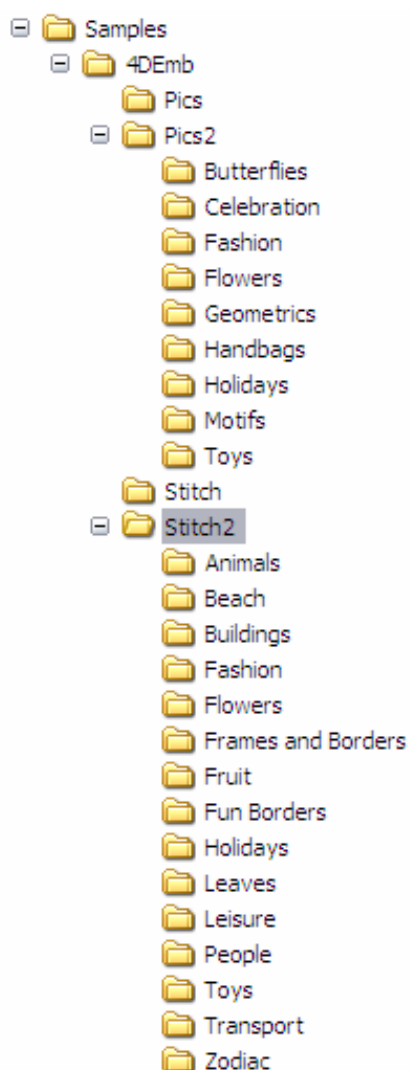 Samples
4DEmb
Pics
Pics2
Butterflies
Celebration
Fashion
Flowers
Geometrics
Handbags
Holidays
Motifs
Toys
Stitch
Stitch2
Animals
Beach
Buildings
Fashion
Flowers
Frames and Borders
Fruit
Fun Borders
Holidays
Leaves
Leisure
People
Toys
Transport
Zodiac